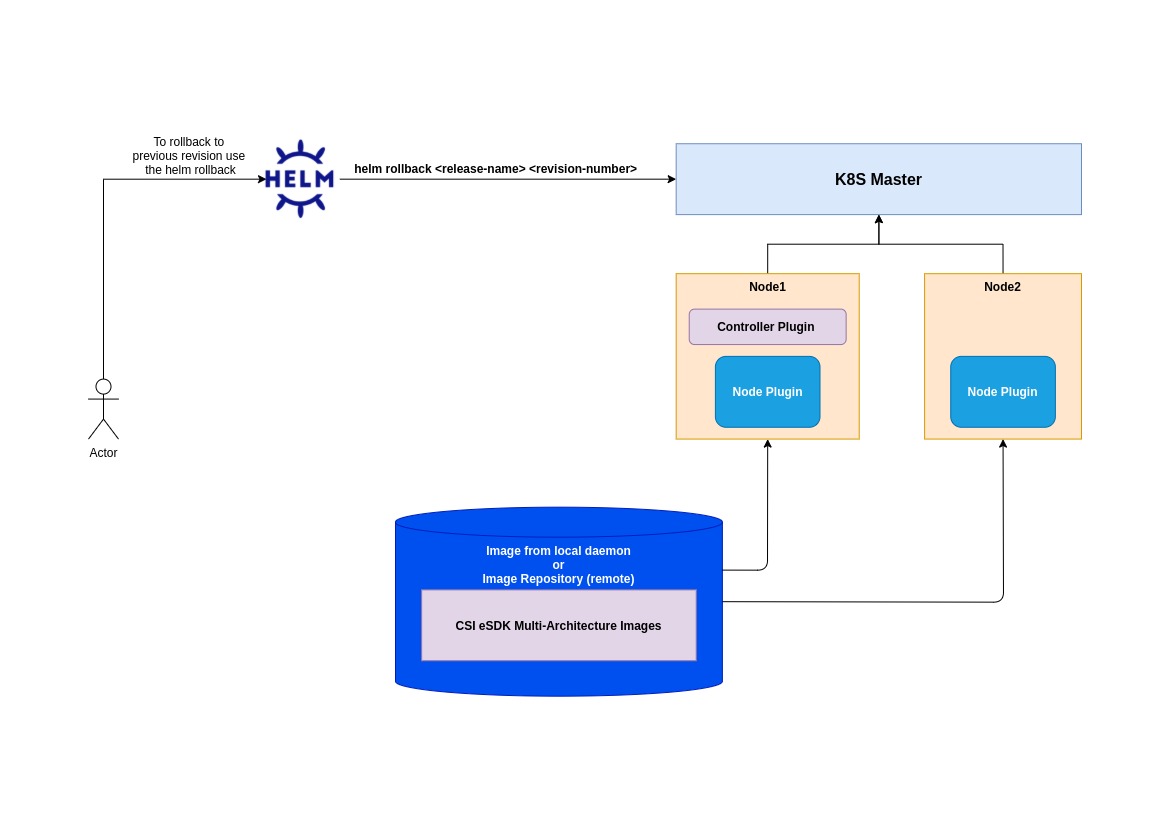 To rollback to
previous revision use
the helm rollback
HELM
helm rollback <release-name> <revision-number>
K8S Master
Node1
Controller Plugin
Node Plugin
Node2
Node Plugin
Actor
Image from local daemon
or
Image Repository (remote)
CSI eSDK Multi-Architecture Images